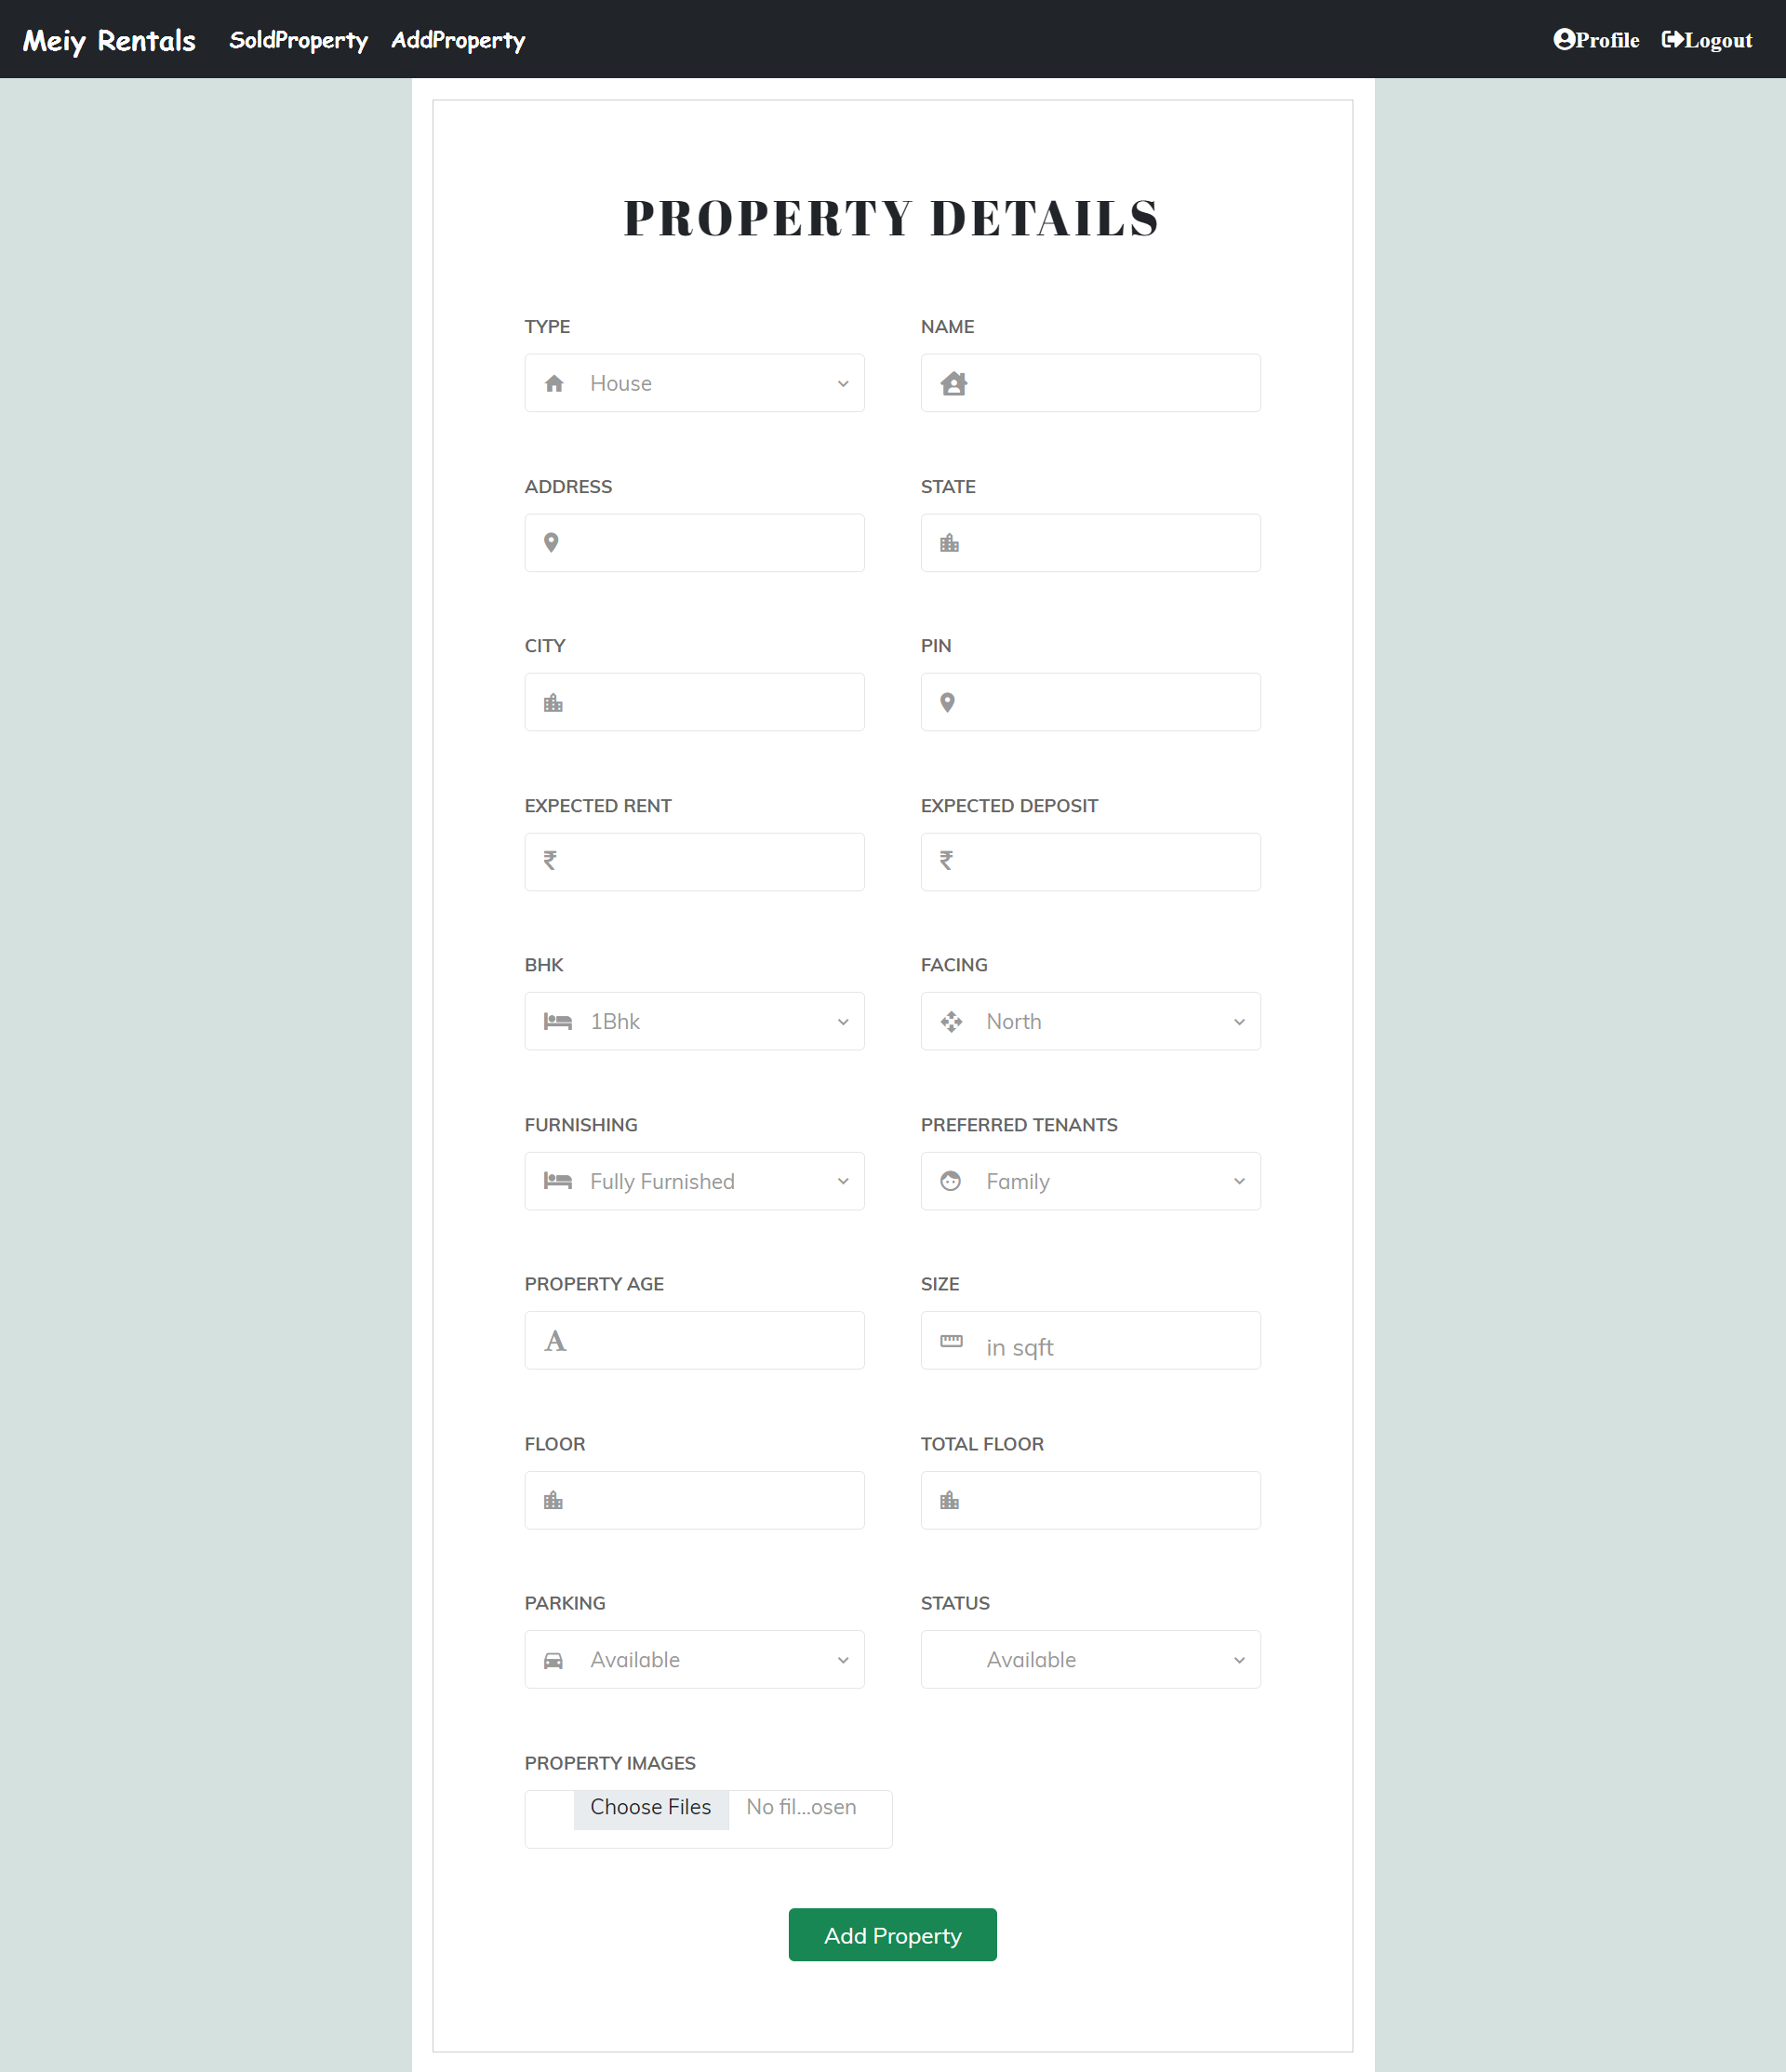 Meiy Rentals SoldProperty AddProperty Profile Logout
PROPERTY DETAILS
TYPE NAME
House
ADDRESS STATE
CITY PIN
EXPECTED RENT EXPECTED DEPOSIT
₹ ₹
BHK FACING
1Bhk North
FURNISHING PREFERRED TENANTS
Fully Furnished Family
PROPERTY AGE SIZE
A in sqft
FLOOR TOTAL FLOOR
PARKING STATUS
Available Available
PROPERTY IMAGES
Choose Files No fil...osen
Add Property